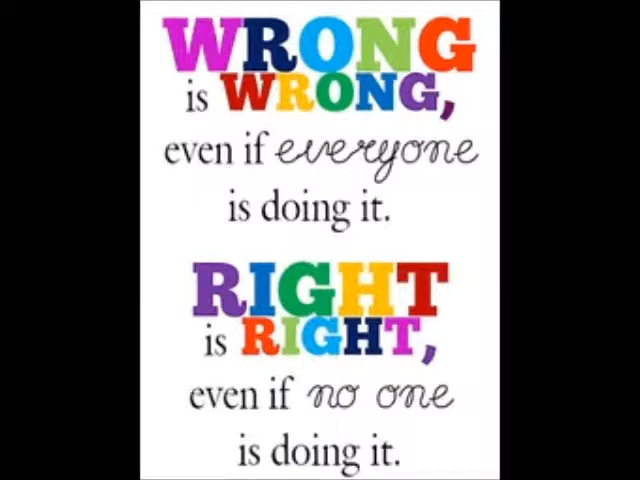 WRONG
is WRONG,
even if everyone
is doing it.
RIGHT
is RIGHT,
even if no one
is doing it.